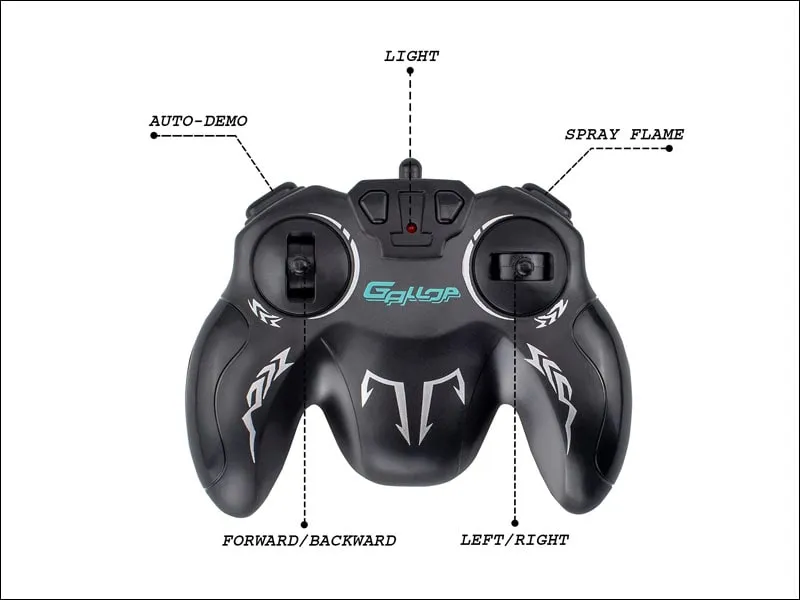 LIGHT
AUTO-DEMO
SPRAY FLAME
GALLOP
FORWARD/BACKWARD
LEFT/RIGHT